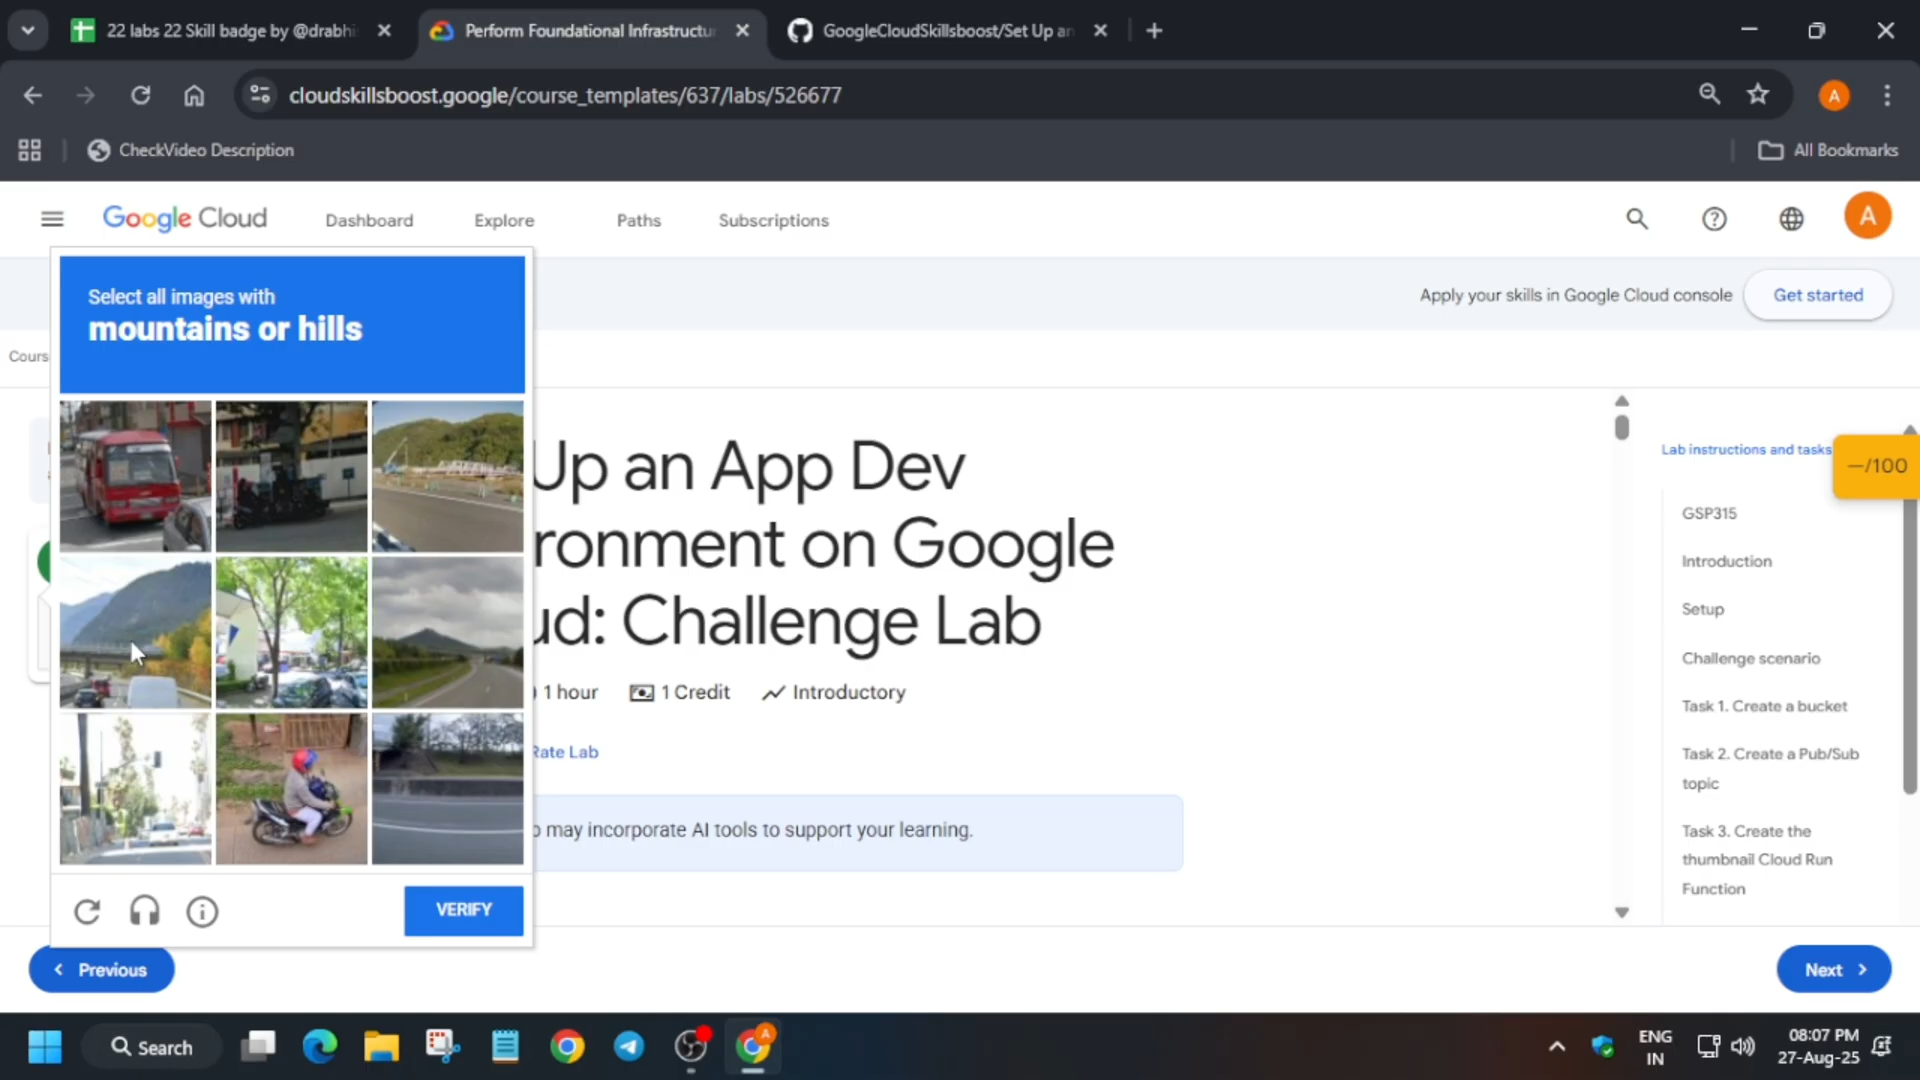 22 labs 22 Skill badge by @drabhi
Perform Foundational Infrastructur
GoogleCloudSkillsboost/Set Up an
cloudskillsboost.google/course_templates/637/labs/526677
A
CheckVideo Description
All Bookmarks
Google Cloud
Dashboard
Explore
Paths
Subscriptions
A
Apply your skills in Google Cloud console
Get started
Cours
Select all images with
mountains or hills
VERIFY
Up an App Dev
ronment on Google
ud: Challenge Lab
1 hour
1 Credit
Introductory
Rate Lab
may incorporate AI tools to support your learning.
Lab instructions and tasks
—/100
GSP315
Introduction
Setup
Challenge scenario
Task 1. Create a bucket
Task 2. Create a Pub/Sub
topic
Task 3. Create the
thumbnail Cloud Run
Function
Previous
Next
Search
A
ENG
IN
08:07 PM
27-Aug-25